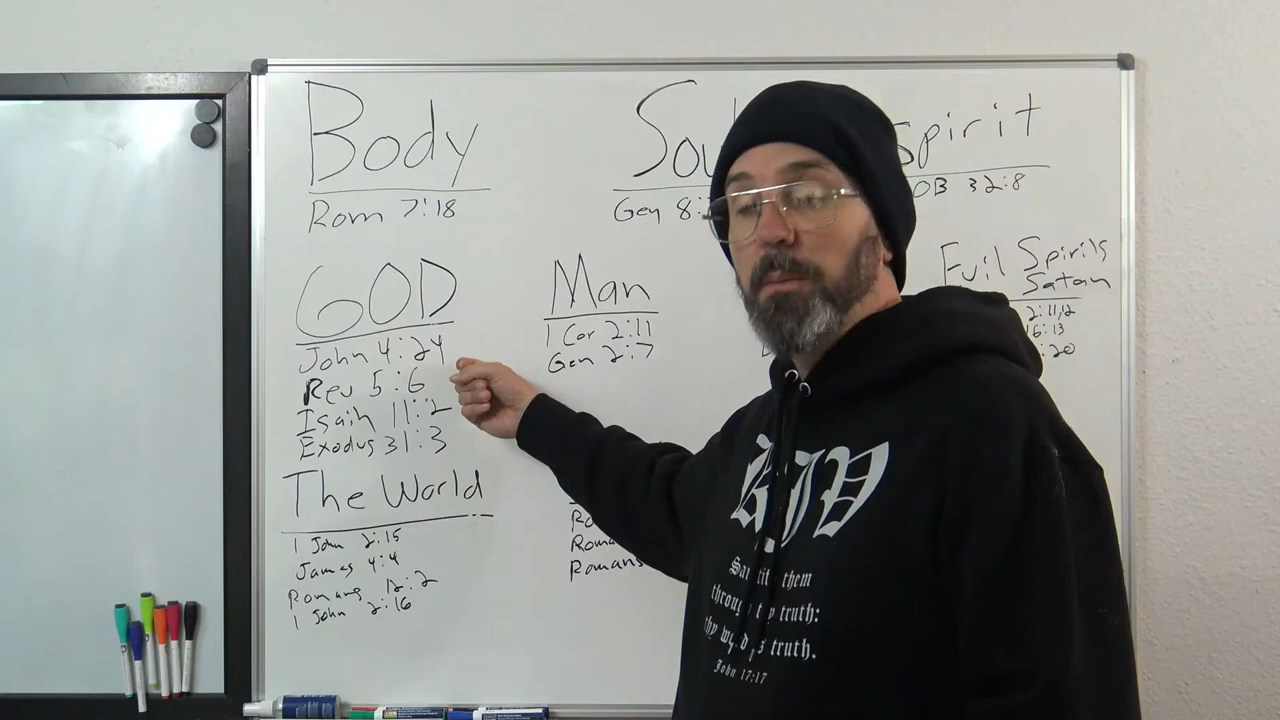 Body
Rom 7:18
Sou
Gen 8:
Spirit
OB 32:8
GOD
John 4:24
Rev 5:6
Isaih 11:2
Exodus 31:3
Man
1 Cor 2:11
Gen 2:7
Evil Spirits
Satan
2:11,12
16:13
:20
The World
1 John 2:15
James 4:4
Romans 12:2
1 John 2:16
Ro
Roma
Romans
KJV
them
through thy truth:
thy word is truth.
John 17:17